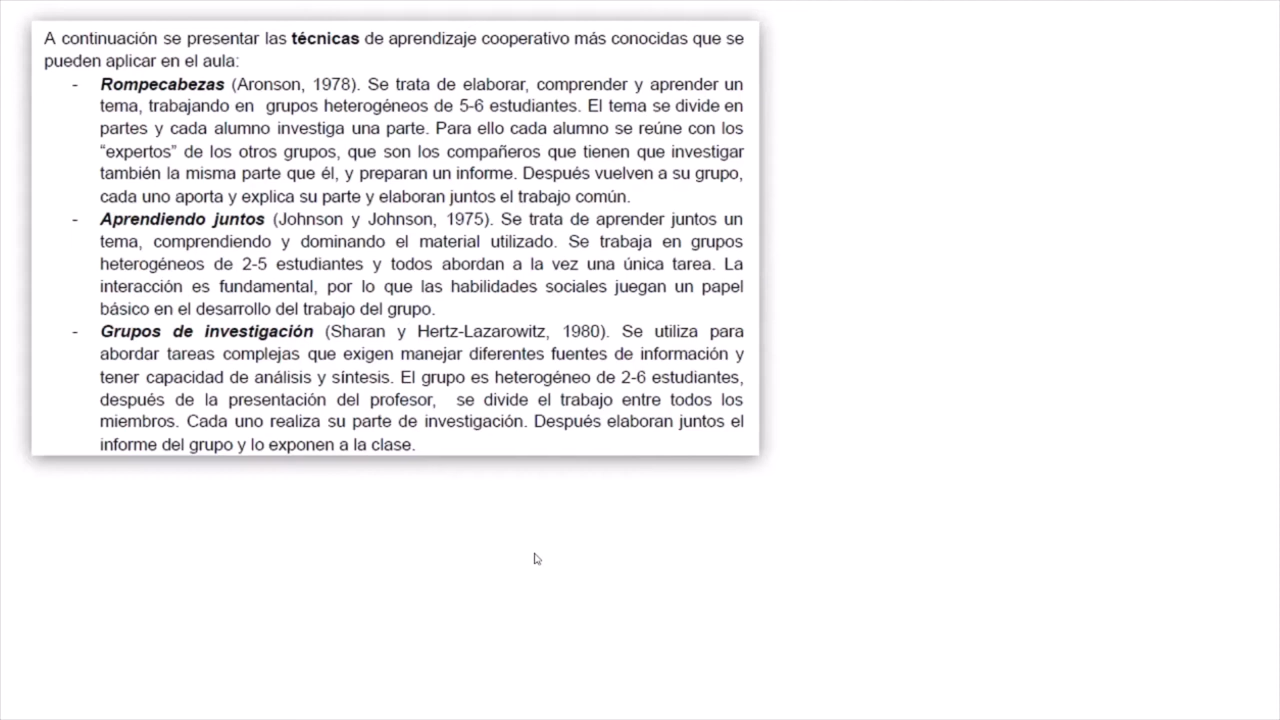 A continuación se presentar las técnicas de aprendizaje cooperativo más conocidas que se
pueden aplicar en el aula:
- Rompecabezas (Aronson, 1978). Se trata de elaborar, comprender y aprender un
tema, trabajando en grupos heterogéneos de 5-6 estudiantes. El tema se divide en
partes y cada alumno investiga una parte. Para ello cada alumno se reúne con los
“expertos” de los otros grupos, que son los compañeros que tienen que investigar
también la misma parte que él, y preparan un informe. Después vuelven a su grupo,
cada uno aporta y explica su parte y elaboran juntos el trabajo común.
- Aprendiendo juntos (Johnson y Johnson, 1975). Se trata de aprender juntos un
tema, comprendiendo y dominando el material utilizado. Se trabaja en grupos
heterogéneos de 2-5 estudiantes y todos abordan a la vez una única tarea. La
interacción es fundamental, por lo que las habilidades sociales juegan un papel
básico en el desarrollo del trabajo del grupo.
- Grupos de investigación (Sharan y Hertz-Lazarowitz, 1980). Se utiliza para
abordar tareas complejas que exigen manejar diferentes fuentes de información y
tener capacidad de análisis y síntesis. El grupo es heterogéneo de 2-6 estudiantes,
después de la presentación del profesor, se divide el trabajo entre todos los
miembros. Cada uno realiza su parte de investigación. Después elaboran juntos el
informe del grupo y lo exponen a la clase.